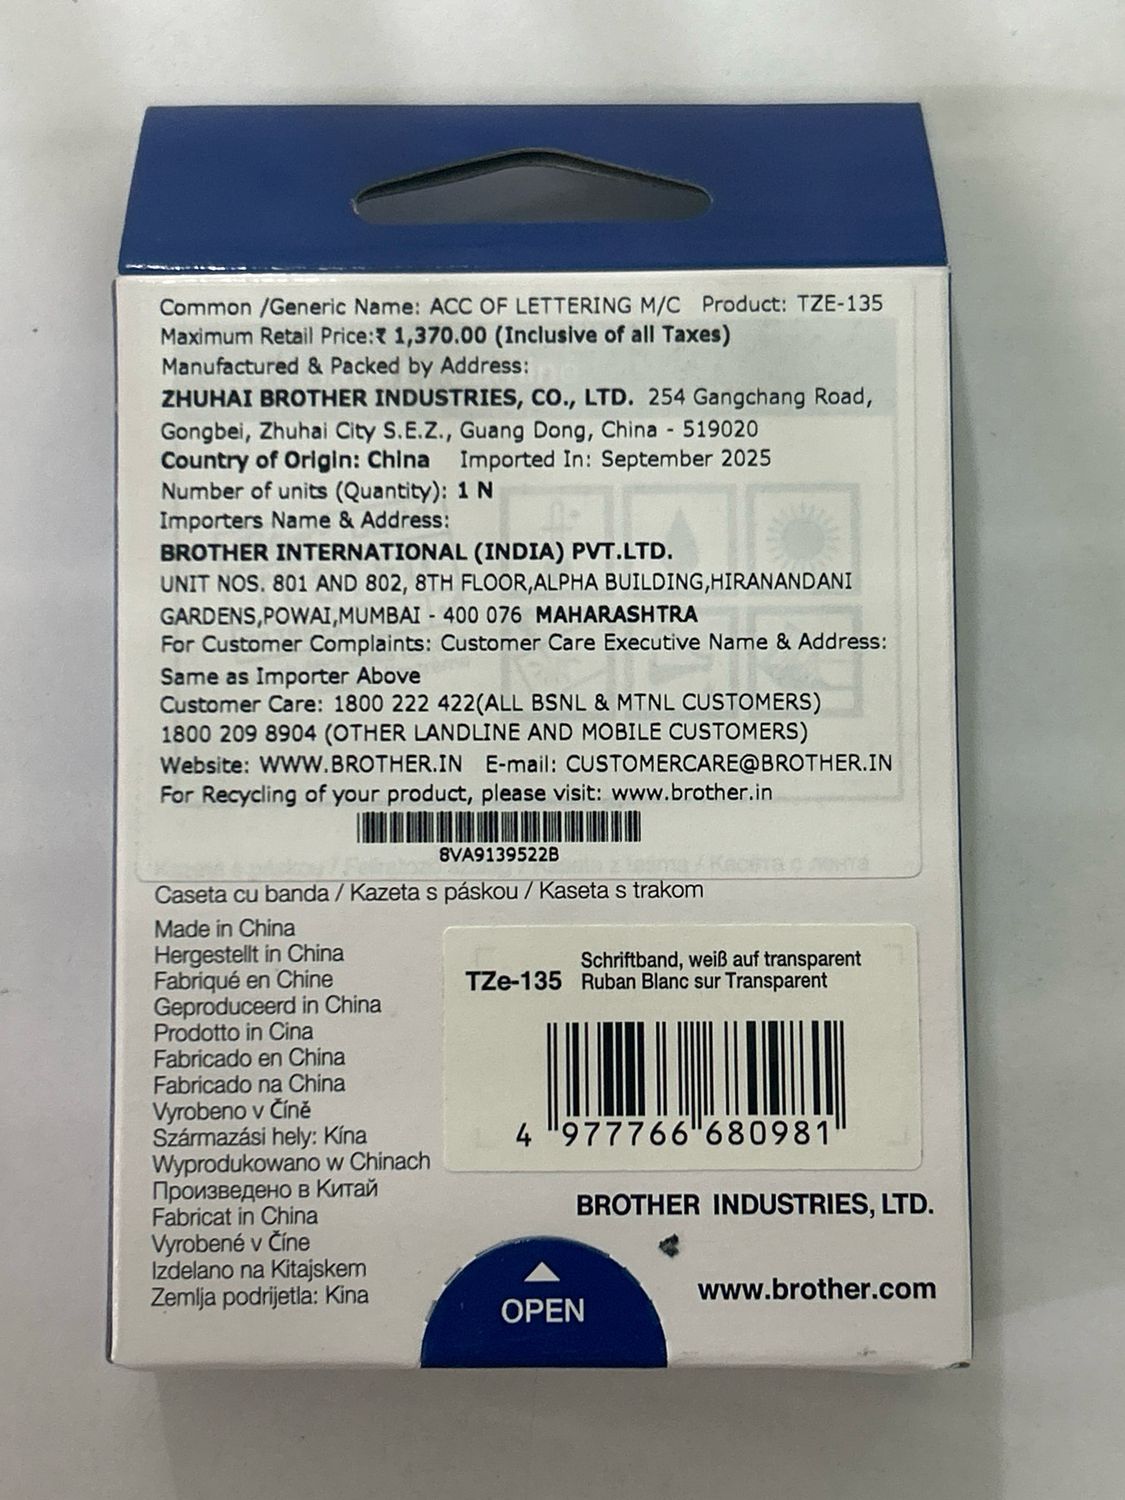 Common /Generic Name: ACC OF LETTERING M/C Product: TZE-135
Maximum Retail Price:₹ 1,370.00 (Inclusive of all Taxes)
Manufactured & Packed by Address:
ZHUHAI BROTHER INDUSTRIES, CO., LTD. 254 Gangchang Road,
Gongbei, Zhuhai City S.E.Z., Guang Dong, China - 519020
Country of Origin: China Imported In: September 2025
Number of units (Quantity): 1 N
Importers Name & Address:
BROTHER INTERNATIONAL (INDIA) PVT.LTD.
UNIT NOS. 801 AND 802, 8TH FLOOR,ALPHA BUILDING,HIRANANDANI
GARDENS,POWAI,MUMBAI - 400 076 MAHARASHTRA
For Customer Complaints: Customer Care Executive Name & Address:
Same as Importer Above
Customer Care: 1800 222 422(ALL BSNL & MTNL CUSTOMERS)
1800 209 8904 (OTHER LANDLINE AND MOBILE CUSTOMERS)
Website: WWW.BROTHER.IN E-mail: CUSTOMERCARE@BROTHER.IN
For Recycling of your product, please visit: www.brother.in
8VA9139522B
Caseta cu banda / Kazeta s páskou / Kaseta s trakom
Made in China
Hergestellt in China
Fabriqué en Chine
Geproduceerd in China
Prodotto in Cina
Fabricado en China
Fabricado na China
Vyrobeno v Číně
Származási hely: Kína
Wyprodukowano w Chinach
Произведено в Китай
Fabricat in China
Vyrobené v Číne
Izdelano na Kitajskem
Zemlja podrijetla: Kina
TZe-135
Schriftband, weiß auf transparent
Ruban Blanc sur Transparent
4 977766 680981
BROTHER INDUSTRIES, LTD.
www.brother.com
OPEN